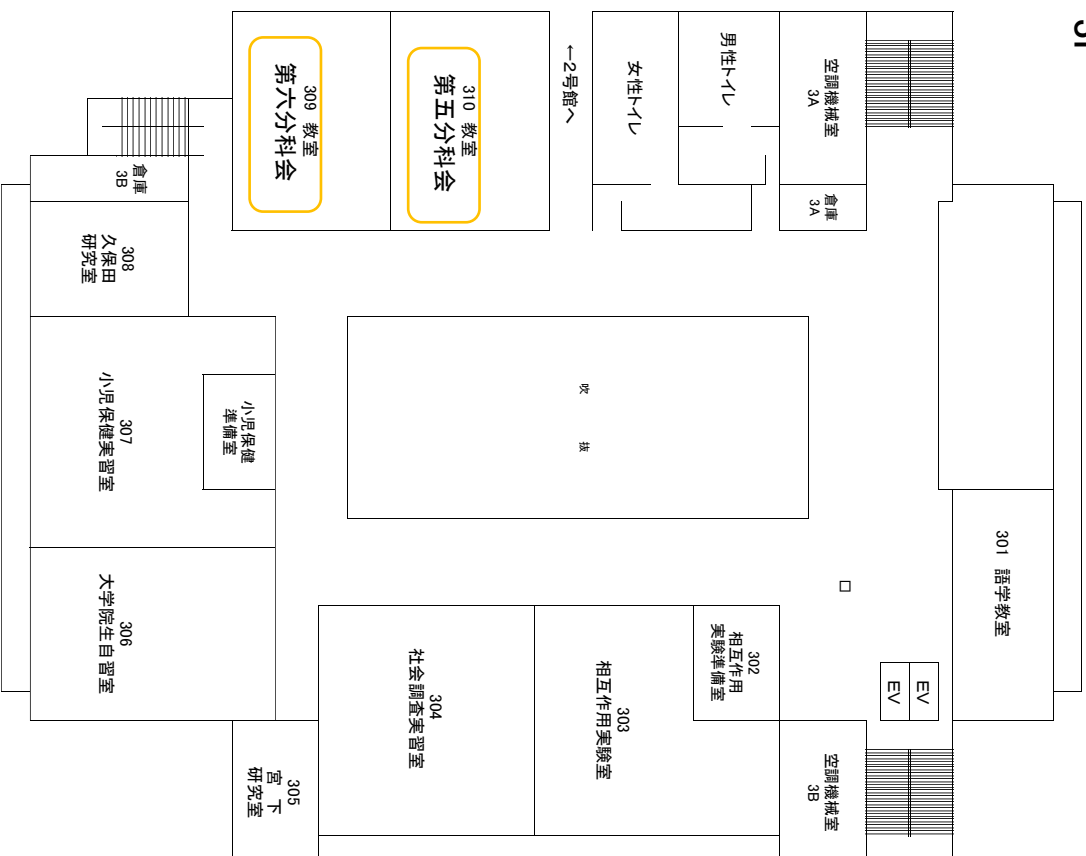 空調機械室
3A
男性トイレ
女性トイレ
←2号館へ
310 教室
第五分科会
309 教室
第六分科会
倉庫
3A
倉庫
3B
308
久保田
研究室
吹
抜
小児保健
準備室
307
小児保健実習室
301 語学教室
306
大学院生自習室
302
相互作用
実験準備室
303
相互作用実験室
304
社会調査実習室
EV
EV
305
宮 下
研究室
空調機械室
3B